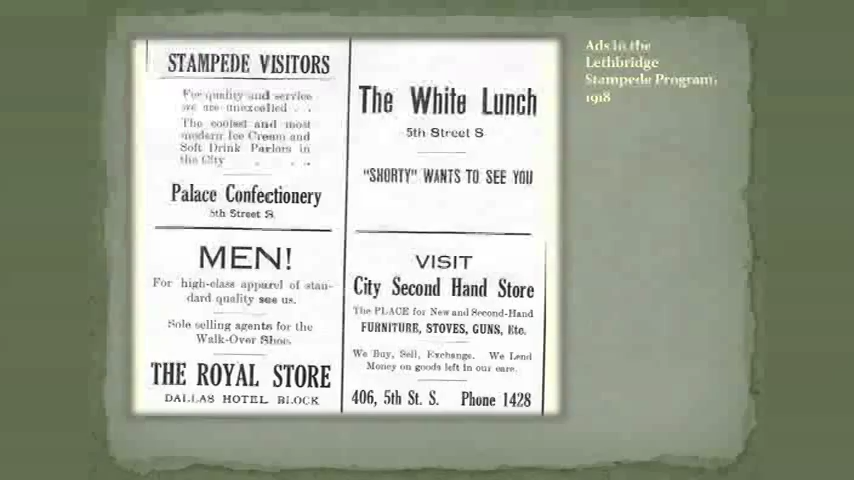 STAMPEDE VISITORS
For quality and service
we are unexcelled . . .
The coolest and most
modern Ice Cream and
Soft Drink Parlors in
the City . . .
Palace Confectionery
5th Street S.
The White Lunch
5th Street S
"SHORTY" WANTS TO SEE YOU
MEN!
For high-class apparel of stan-
dard quality see us.
Sole selling agents for the
Walk-Over Shoe.
THE ROYAL STORE
DALLAS HOTEL BLOCK
VISIT
City Second Hand Store
The PLACE for New and Second-Hand
FURNITURE, STOVES, GUNS, Etc.
We Buy, Sell, Exchange. We Lend
Money on goods left in our care.
406, 5th St. S. Phone 1428
Ads in the
Lethbridge
Stampede Program,
1918